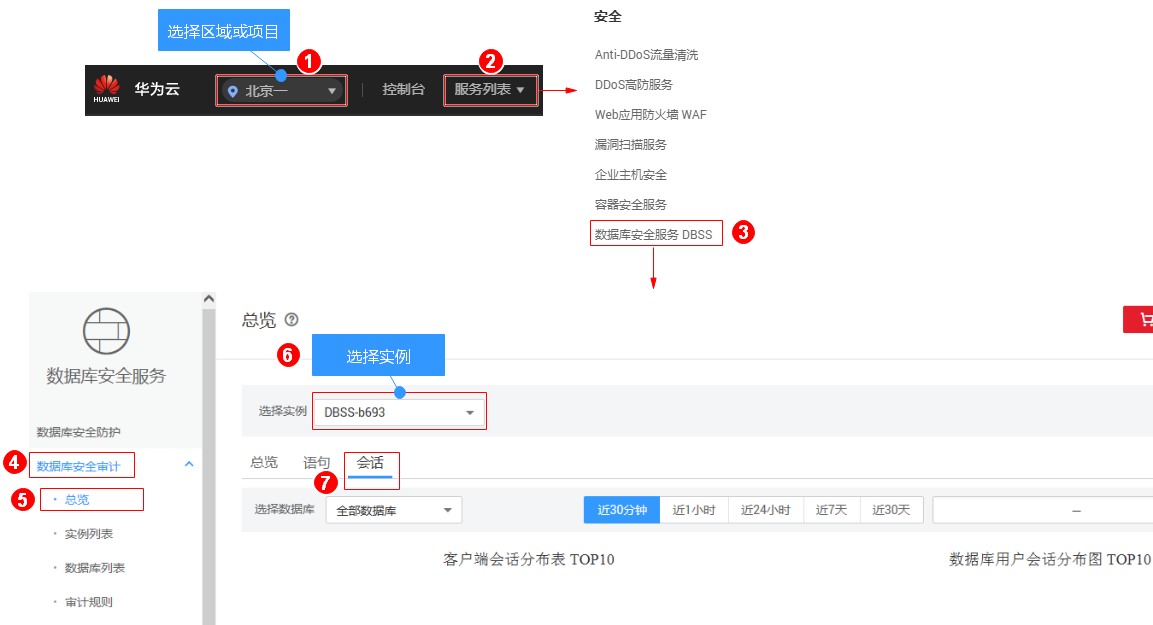 选择区域或项目
1
2
HUAWEI
华为云
北京一
控制台
服务列表
安全
Anti-DDoS流量清洗
DDoS高防服务
Web应用防火墙 WAF
漏洞扫描服务
企业主机安全
容器安全服务
数据库安全服务 DBSS
3
数据库安全服务
数据库安全防护
4
数据库安全审计
5
· 总览
· 实例列表
· 数据库列表
· 审计规则
总览 ?
6
选择实例
选择实例
DBSS-b693
总览
语句
会话
7
选择数据库
全部数据库
近30分钟
近1小时
近24小时
近7天
近30天
–
客户端会话分布表 TOP10
数据库用户会话分布图 TOP10